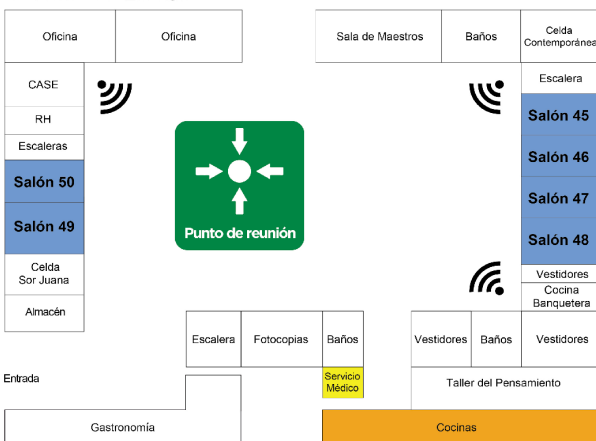 Oficina
Oficina
Sala de Maestros
Baños
Celda
Contemporánea
CASE
RH
Escaleras
Salón 50
Salón 49
Celda
Sor Juana
Almacén
Punto de reunión
Escalera
Salón 45
Salón 46
Salón 47
Salón 48
Vestidores
Cocina
Banquetera
Escalera
Fotocopias
Baños
Vestidores
Baños
Vestidores
Servicio
Médico
Taller del Pensamiento
Entrada
Gastronomía
Cocinas